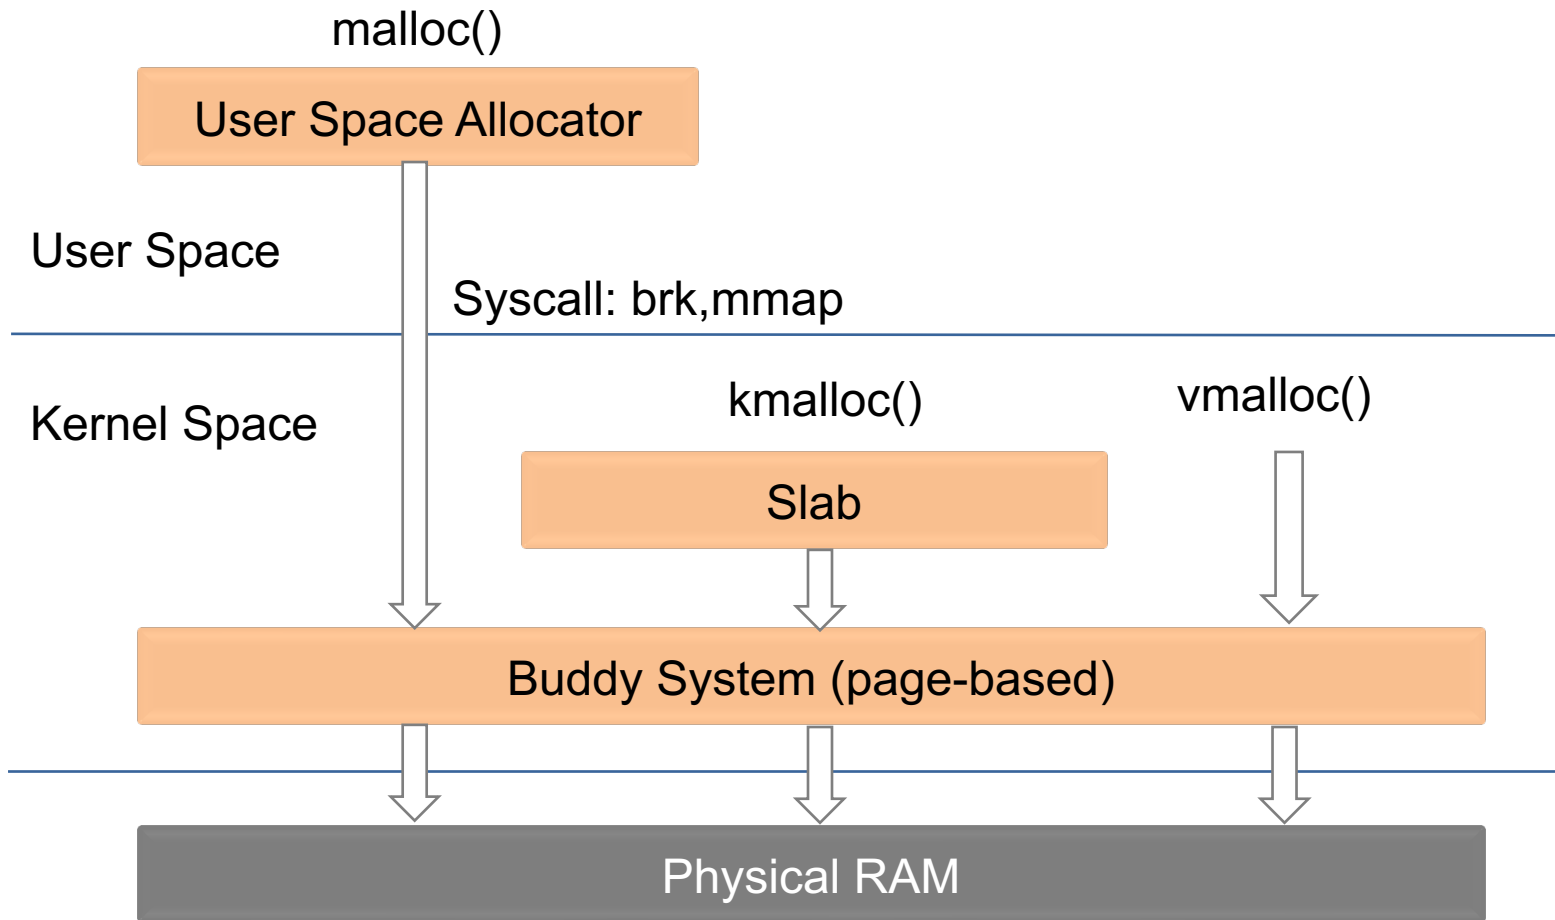 malloc()
User Space Allocator
User Space
Syscall: brk,mmap
Kernel Space
kmalloc()
vmalloc()
Slab
Buddy System (page-based)
Physical RAM